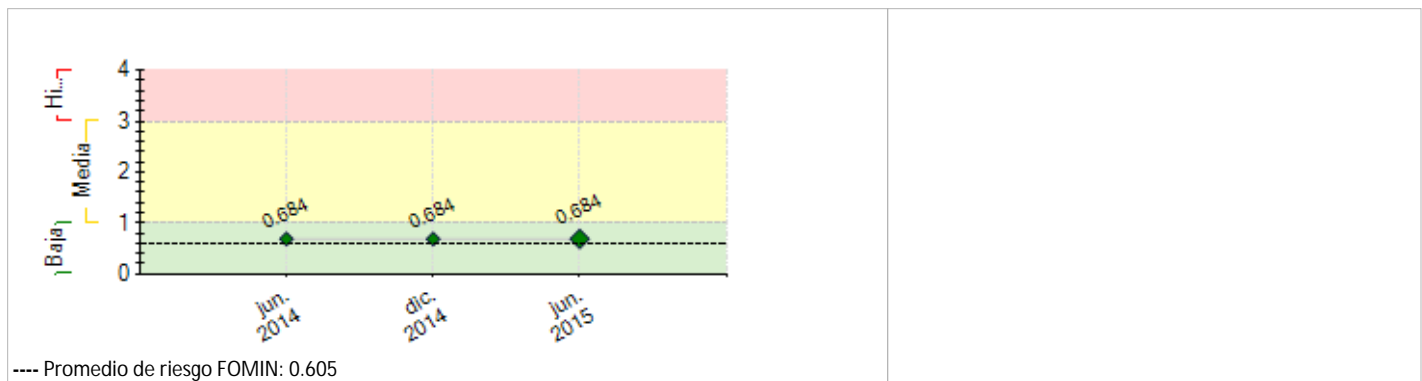 4
3
2
1
0
Hi...
Media
Baja
0.684
0.684
0.684
jun.
2014
dic.
2014
jun.
2015
---- Promedio de riesgo FOMIN: 0.605